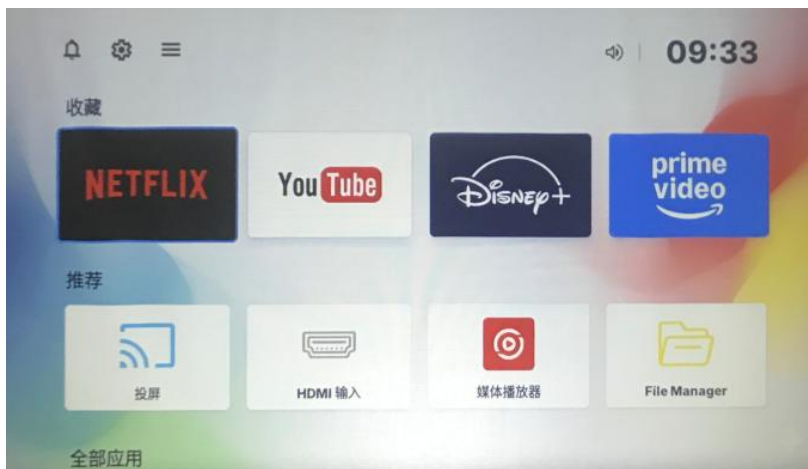 09:33
收藏
NETFLIX
YouTube
Disney+
prime
video
推荐
投屏
HDMI 输入
媒体播放器
File Manager
全部应用